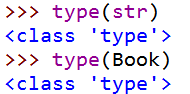 >>> type(str)
<class 'type'>
>>> type(Book)
<class 'type'>